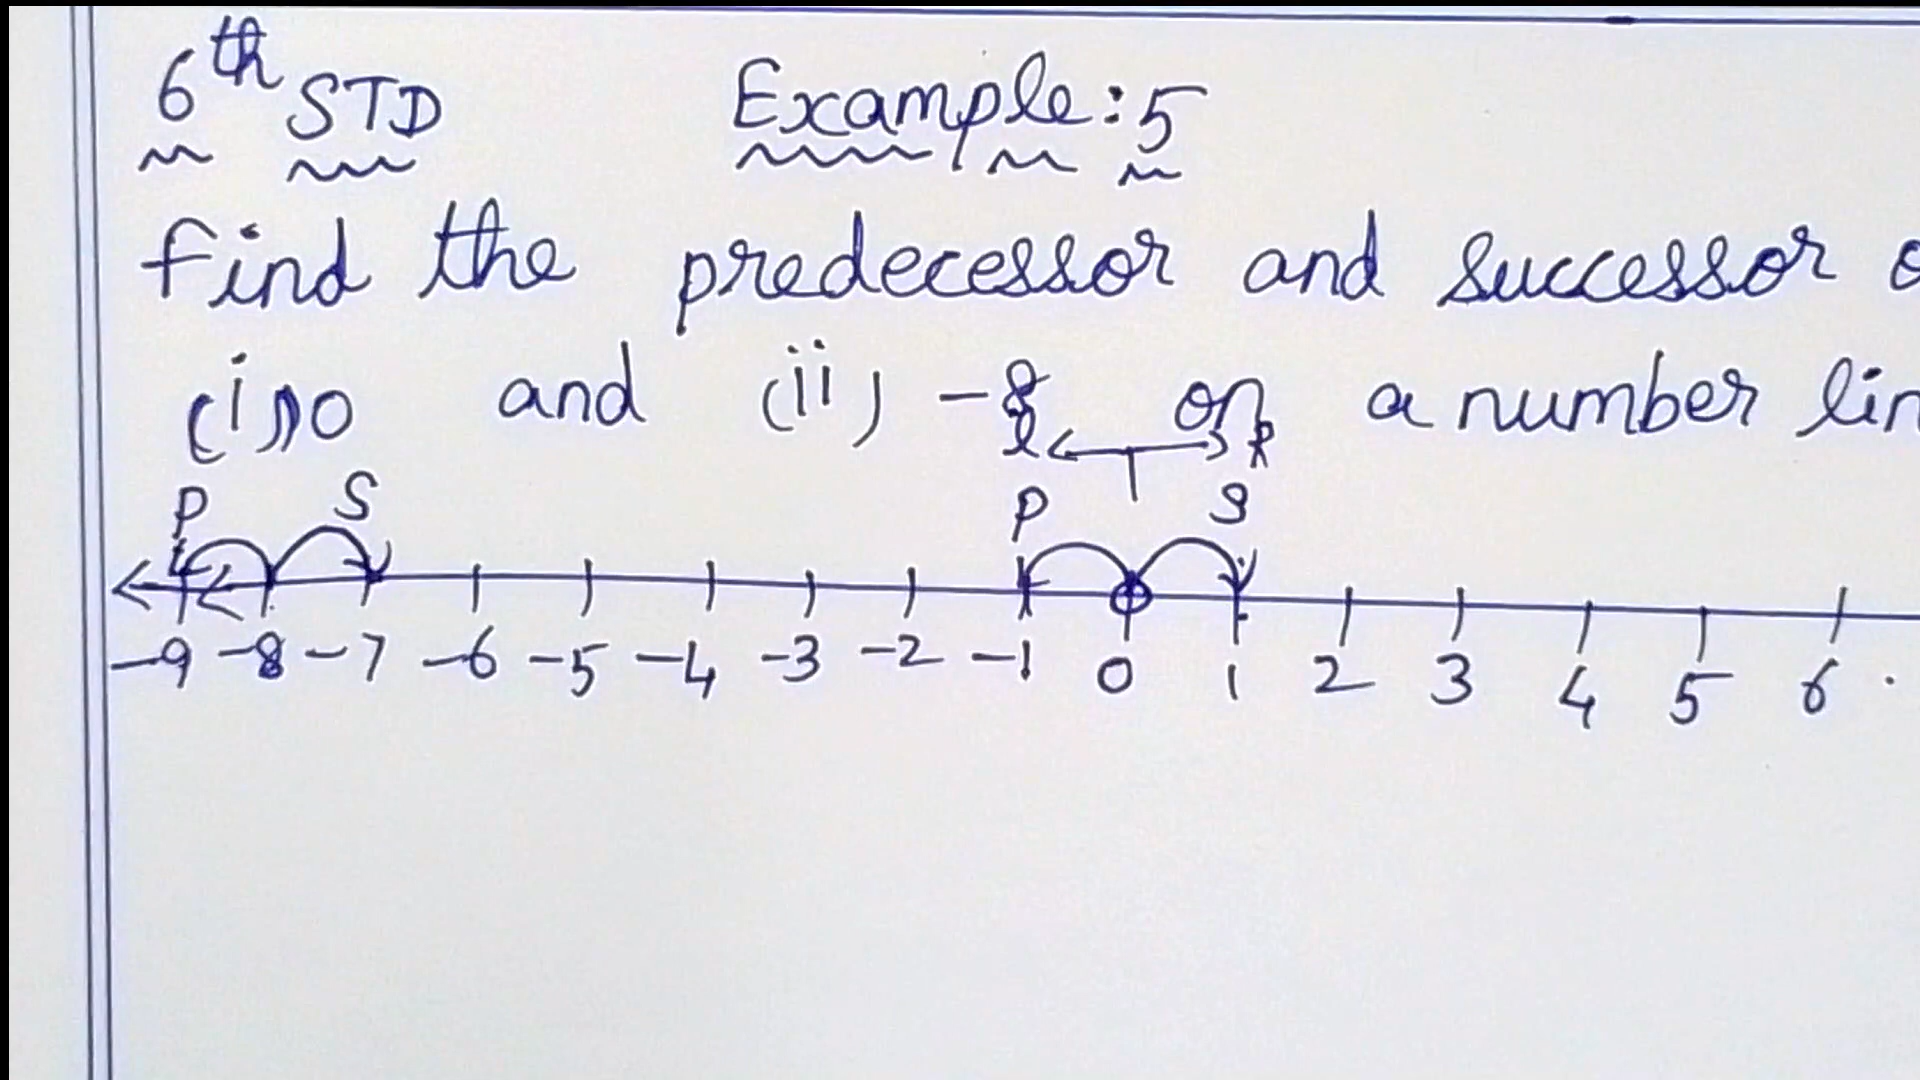 6th STD Example: 5
Find the predecessor and successor
(i) 0 and (ii) -8 on a number
l R
P S P S
-9 -8 -7 -6 -5 -4 -3 -2 -1 0 1 2 3 4 5 6